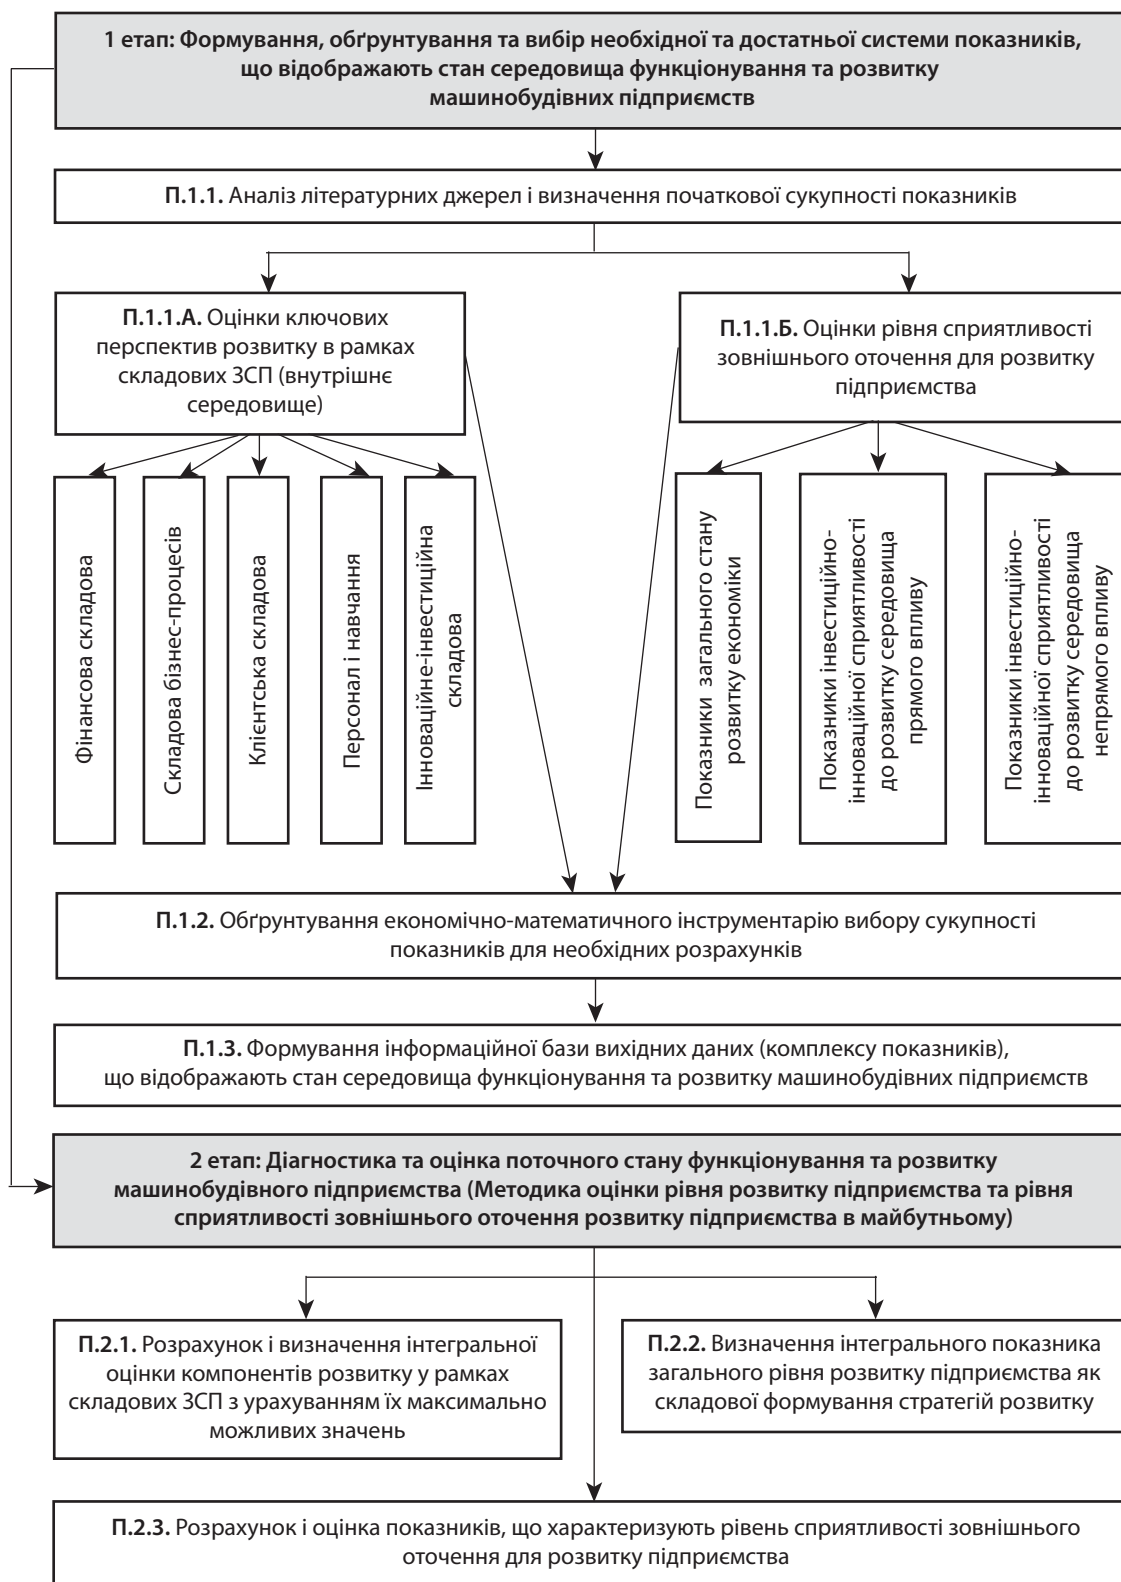 1 етап: Формування, обґрунтування та вибір необхідної та достатньої системи показників,
що відображають стан середовища функціонування та розвитку
машинобудівних підприємств
П.1.1. Аналіз літературних джерел і визначення початкової сукупності показників
П.1.1.А. Оцінки ключових
перспектив розвитку в рамках
складових ЗСП (внутрішнє
середовище)
П.1.1.Б. Оцінки рівня сприятливості
зовнішнього оточення для розвитку
підприємства
Фінансова складова
Складова бізнес-процесів
Клієнтська складова
Персонал і навчання
Інноваційне-інвестиційна
складова
Показники загального стану
розвитку економіки
Показники інвестиційно-
інноваційної сприятливості
до розвитку середовища
прямого впливу
Показники інвестиційно-
інноваційної сприятливості
до розвитку середовища
непрямого впливу
П.1.2. Обґрунтування економічно-математичного інструментарію вибору сукупності
показників для необхідних розрахунків
П.1.3. Формування інформаційної бази вихідних даних (комплексу показників),
що відображають стан середовища функціонування та розвитку машинобудівних підприємств
2 етап: Діагностика та оцінка поточного стану функціонування та розвитку
машинобудівного підприємства (Методика оцінки рівня розвитку підприємства та рівня
сприятливості зовнішнього оточення розвитку підприємства в майбутньому)
П.2.1. Розрахунок і визначення інтегральної
оцінки компонентів розвитку у рамках
складових ЗСП з урахуванням їх максимально
можливих значень
П.2.2. Визначення інтегрального показника
загального рівня розвитку підприємства як
складової формування стратегій розвитку
П.2.3. Розрахунок і оцінка показників, що характеризують рівень сприятливості зовнішнього
оточення для розвитку підприємства